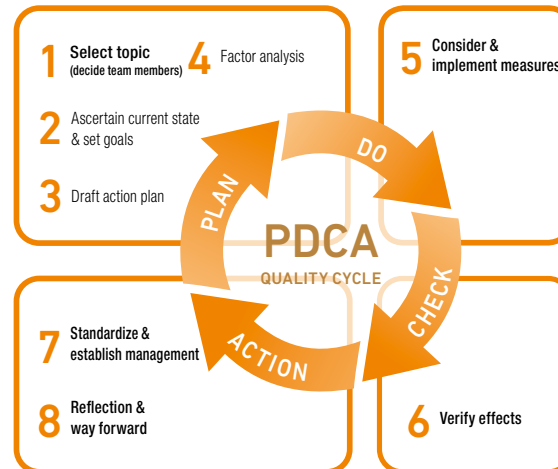 1 Select topic
(decide team members)
2 Ascertain current state
& set goals
3 Draft action plan
4 Factor analysis
5 Consider &
implement measures
PLAN
DO
CHECK
ACTION
PDCA
QUALITY CYCLE
6 Verify effects
7 Standardize &
establish management
8 Reflection &
way forward